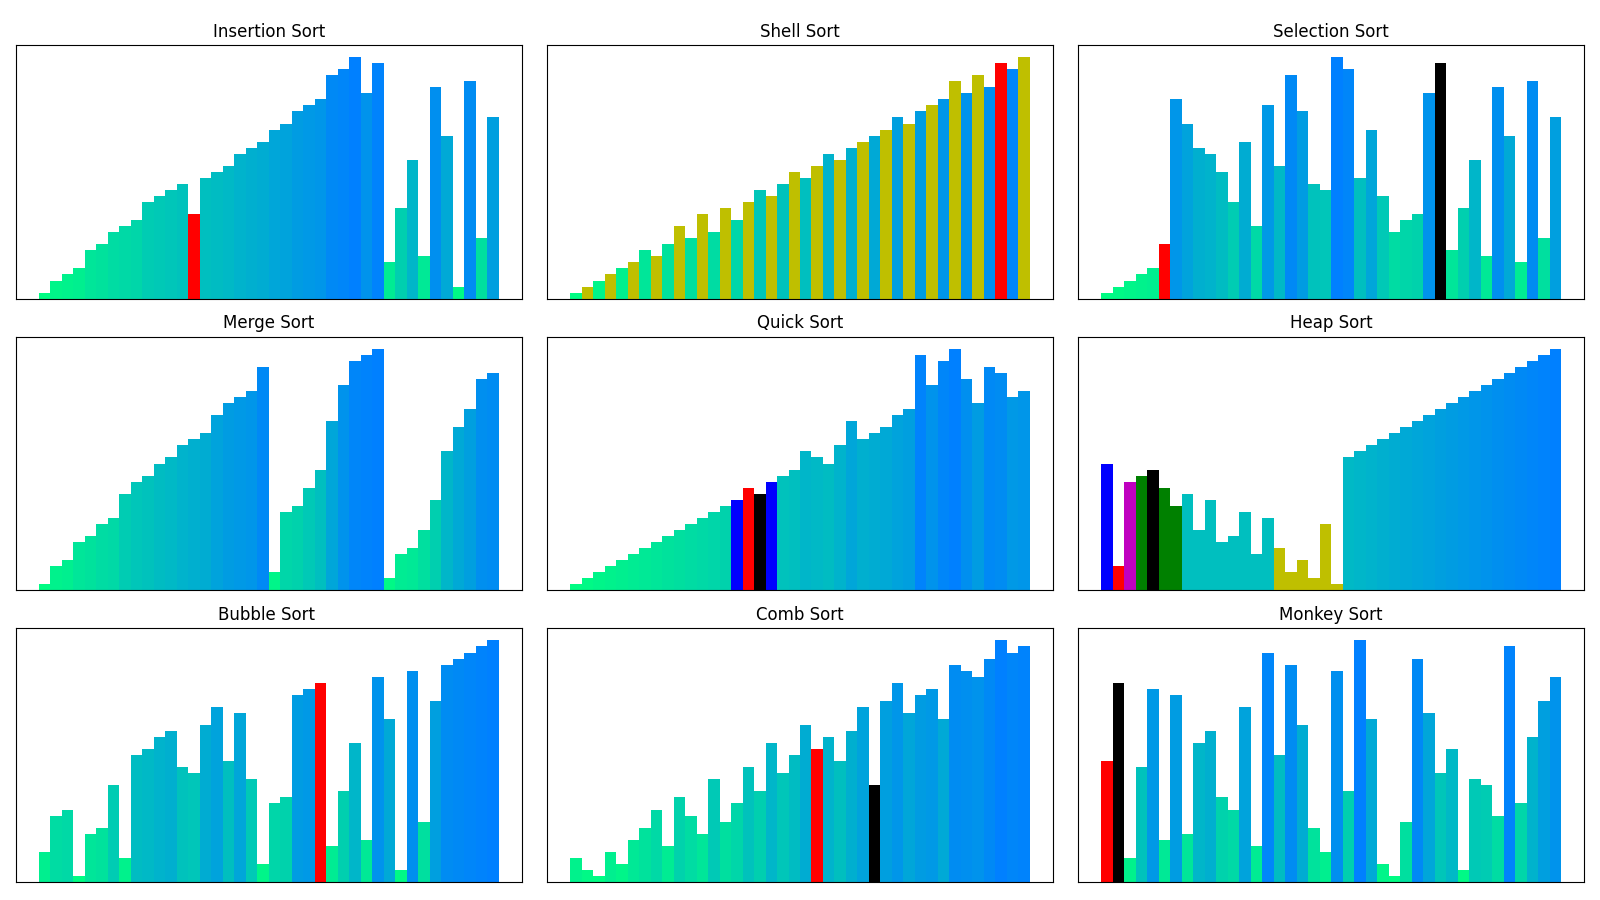 Insertion Sort
Shell Sort
Selection Sort
Merge Sort
Quick Sort
Heap Sort
Bubble Sort
Comb Sort
Monkey Sort